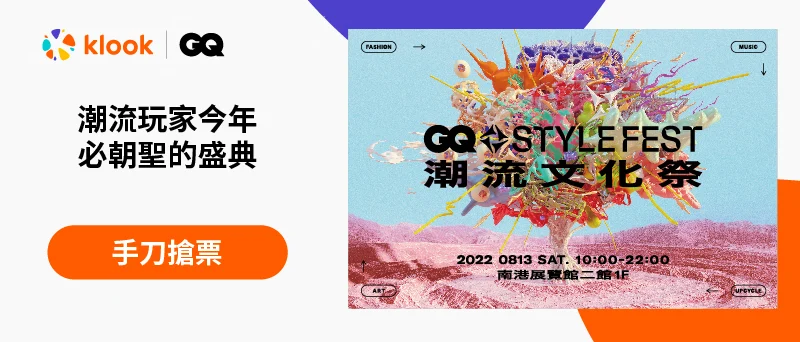 klook GQ
潮流玩家今年
必朝聖的盛典
手刀搶票
FASHION
MUSIC
GQ STYLE FEST
潮流文化祭
2022 0813 SAT. 10:00-22:00
南港展覽館二館1F
ART
UPCYCLE